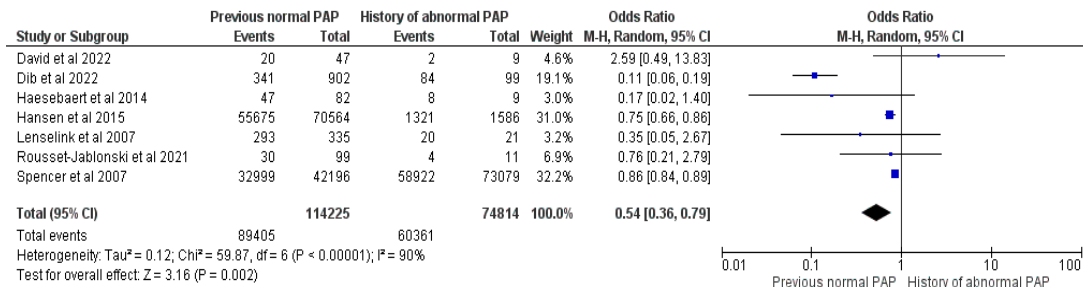 Previous normal PAP History of abnormal PAP Odds Ratio Odds Ratio
Study or Subgroup Events Total Events Total Weight M-H, Random, 95% CI M-H, Random, 95% CI
David et al 2022 20 47 2 9 4.6% 2.59 [0.49, 13.83]
Dib et al 2022 341 902 84 99 19.1% 0.11 [0.06, 0.19]
Haesebaert et al 2014 47 82 8 9 3.0% 0.17 [0.02, 1.40]
Hansen et al 2015 55675 70564 1321 1586 31.0% 0.75 [0.66, 0.86]
Lenselink et al 2007 293 335 20 21 3.2% 0.35 [0.05, 2.67]
Rousset-Jablonski et al 2021 30 99 4 11 6.9% 0.76 [0.21, 2.79]
Spencer et al 2007 32999 42196 58922 73079 32.2% 0.86 [0.84, 0.89]
Total (95% CI) 114225 74814 100.0% 0.54 [0.36, 0.79]
Total events 89405 60361
Heterogeneity: Tau² = 0.12; Chi² = 59.87, df = 6 (P < 0.00001); I² = 90%
Test for overall effect: Z = 3.16 (P = 0.002)
0.01 0.1 1 10 100
Previous normal PAP History of abnormal PAP